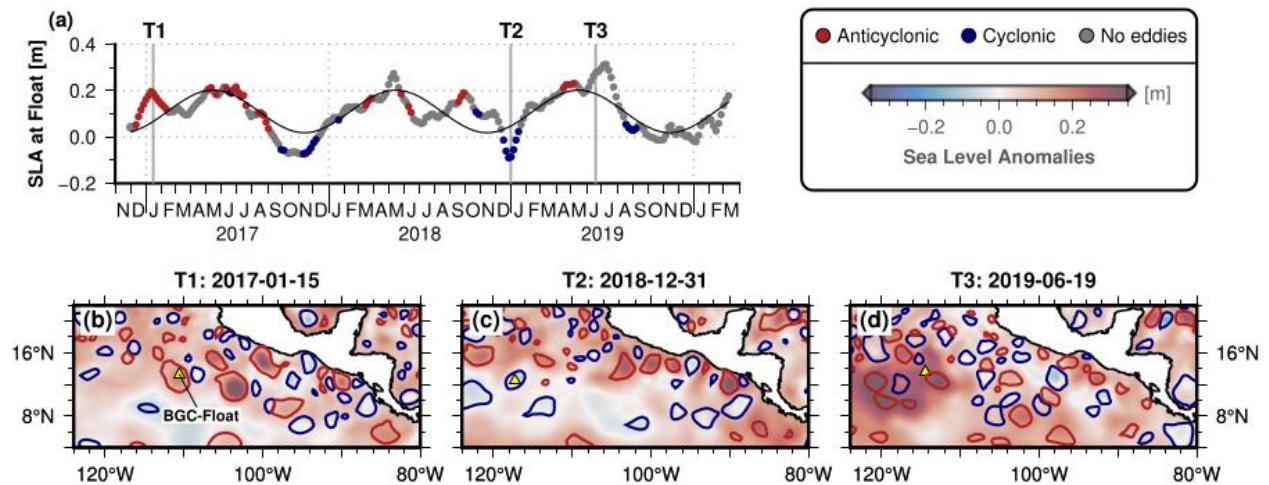 (a)
T1
T2
T3
SLA at Float [m]
0.4
0.2
0.0
−0.2
N D J F M A M J J A S O N D J F M A M J J A S O N D J F M A M J J A S O N D J F M
2017
2018
2019
Anticyclonic
Cyclonic
No eddies
[m]
−0.2
0.0
0.2
Sea Level Anomalies
T1: 2017-01-15
T2: 2018-12-31
T3: 2019-06-19
(b)
(c)
(d)
16°N
8°N
BGC-Float
16°N
8°N
120°W
100°W
80°W
120°W
100°W
80°W
120°W
100°W
80°W